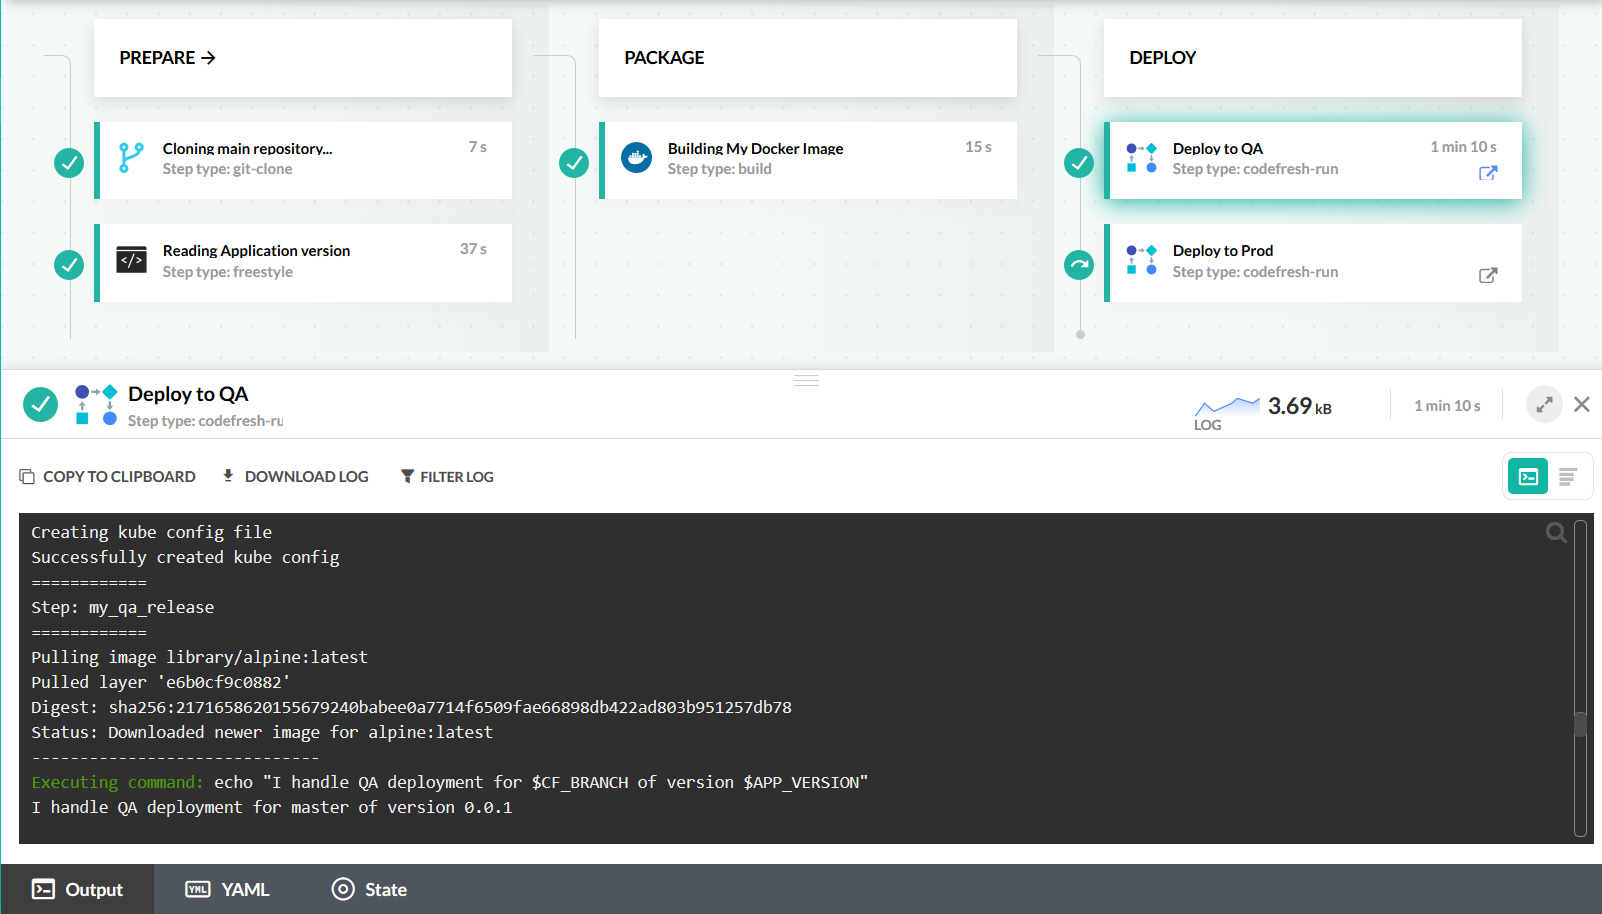 PREPARE →
PACKAGE
DEPLOY
Cloning main repository...
7 s
Step type: git-clone
Building My Docker Image
15 s
Step type: build
Deploy to QA
1 min 10 s
Step type: codefresh-run
Reading Application version
37 s
Step type: freestyle
Deploy to Prod
Step type: codefresh-run
Deploy to QA
Step type: codefresh-ru
LOG
3.69 kB
1 min 10 s
COPY TO CLIPBOARD
DOWNLOAD LOG
FILTER LOG
Creating kube config file
Successfully created kube config
============
Step: my_qa_release
============
Pulling image library/alpine:latest
Pulled layer 'e6b0cf9c0882'
Digest: sha256:2171658620155679240babee0a7714f6509fae66898db422ad803b951257db78
Status: Downloaded newer image for alpine:latest
------------------------------
Executing command: echo "I handle QA deployment for $CF_BRANCH of version $APP_VERSION"
I handle QA deployment for master of version 0.0.1
Output
YML
YAML
State